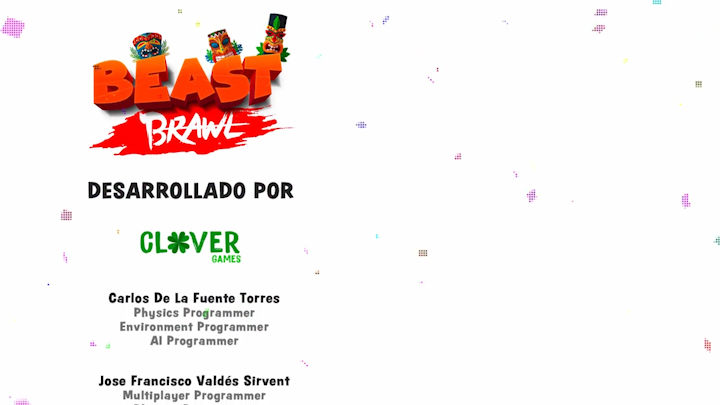 BEAST
BRAWL
DESARROLLADO POR
CLOVER
GAMES
Carlos De La Fuente Torres
Physics Programmer
Environment Programmer
AI Programmer
Jose Francisco Valdés Sirvent
Multiplayer Programmer